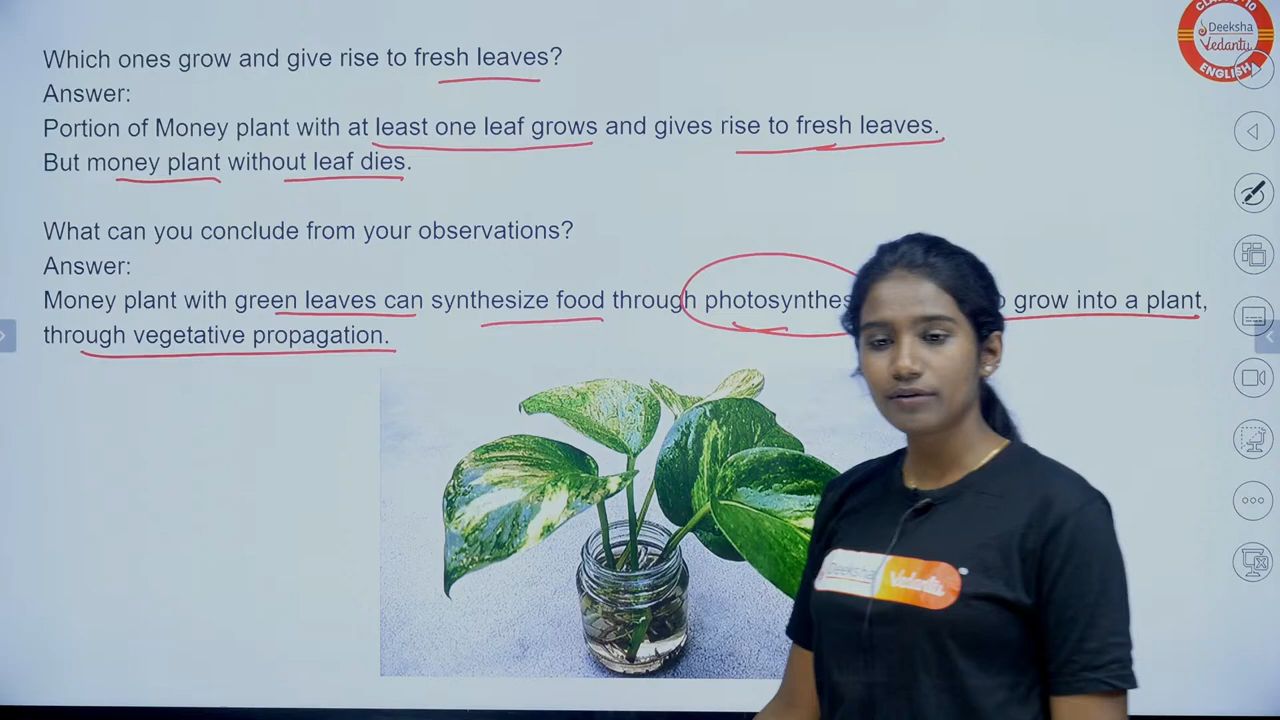 Which ones grow and give rise to fresh leaves?
Answer:
Portion of Money plant with at least one leaf grows and gives rise to fresh leaves.
But money plant without leaf dies.
What can you conclude from your observations?
Answer:
Money plant with green leaves can synthesize food through grow into a plant,
through vegetative propagation.
Deeksha
Vedantu
ENGLISH
Deeksha Vedantu